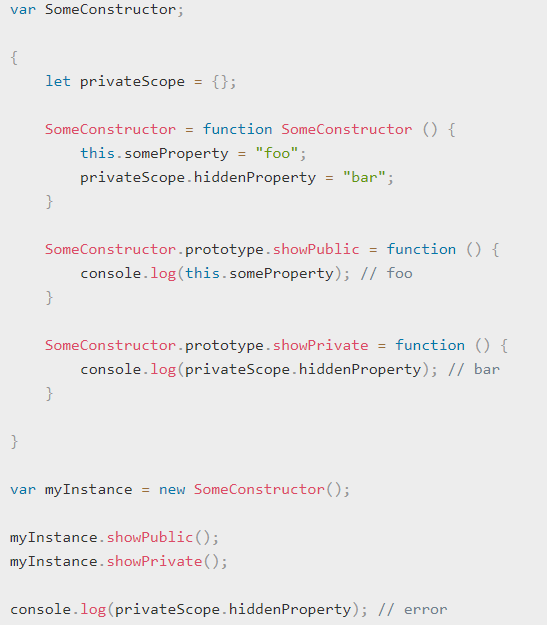 var SomeConstructor;

{
    let privateScope = {};

    SomeConstructor = function SomeConstructor () {
        this.someProperty = "foo";
        privateScope.hiddenProperty = "bar";
    }

    SomeConstructor.prototype.showPublic = function () {
        console.log(this.someProperty); // foo
    }

    SomeConstructor.prototype.showPrivate = function () {
        console.log(privateScope.hiddenProperty); // bar
    }

}

var myInstance = new SomeConstructor();

myInstance.showPublic();
myInstance.showPrivate();

console.log(privateScope.hiddenProperty); // error